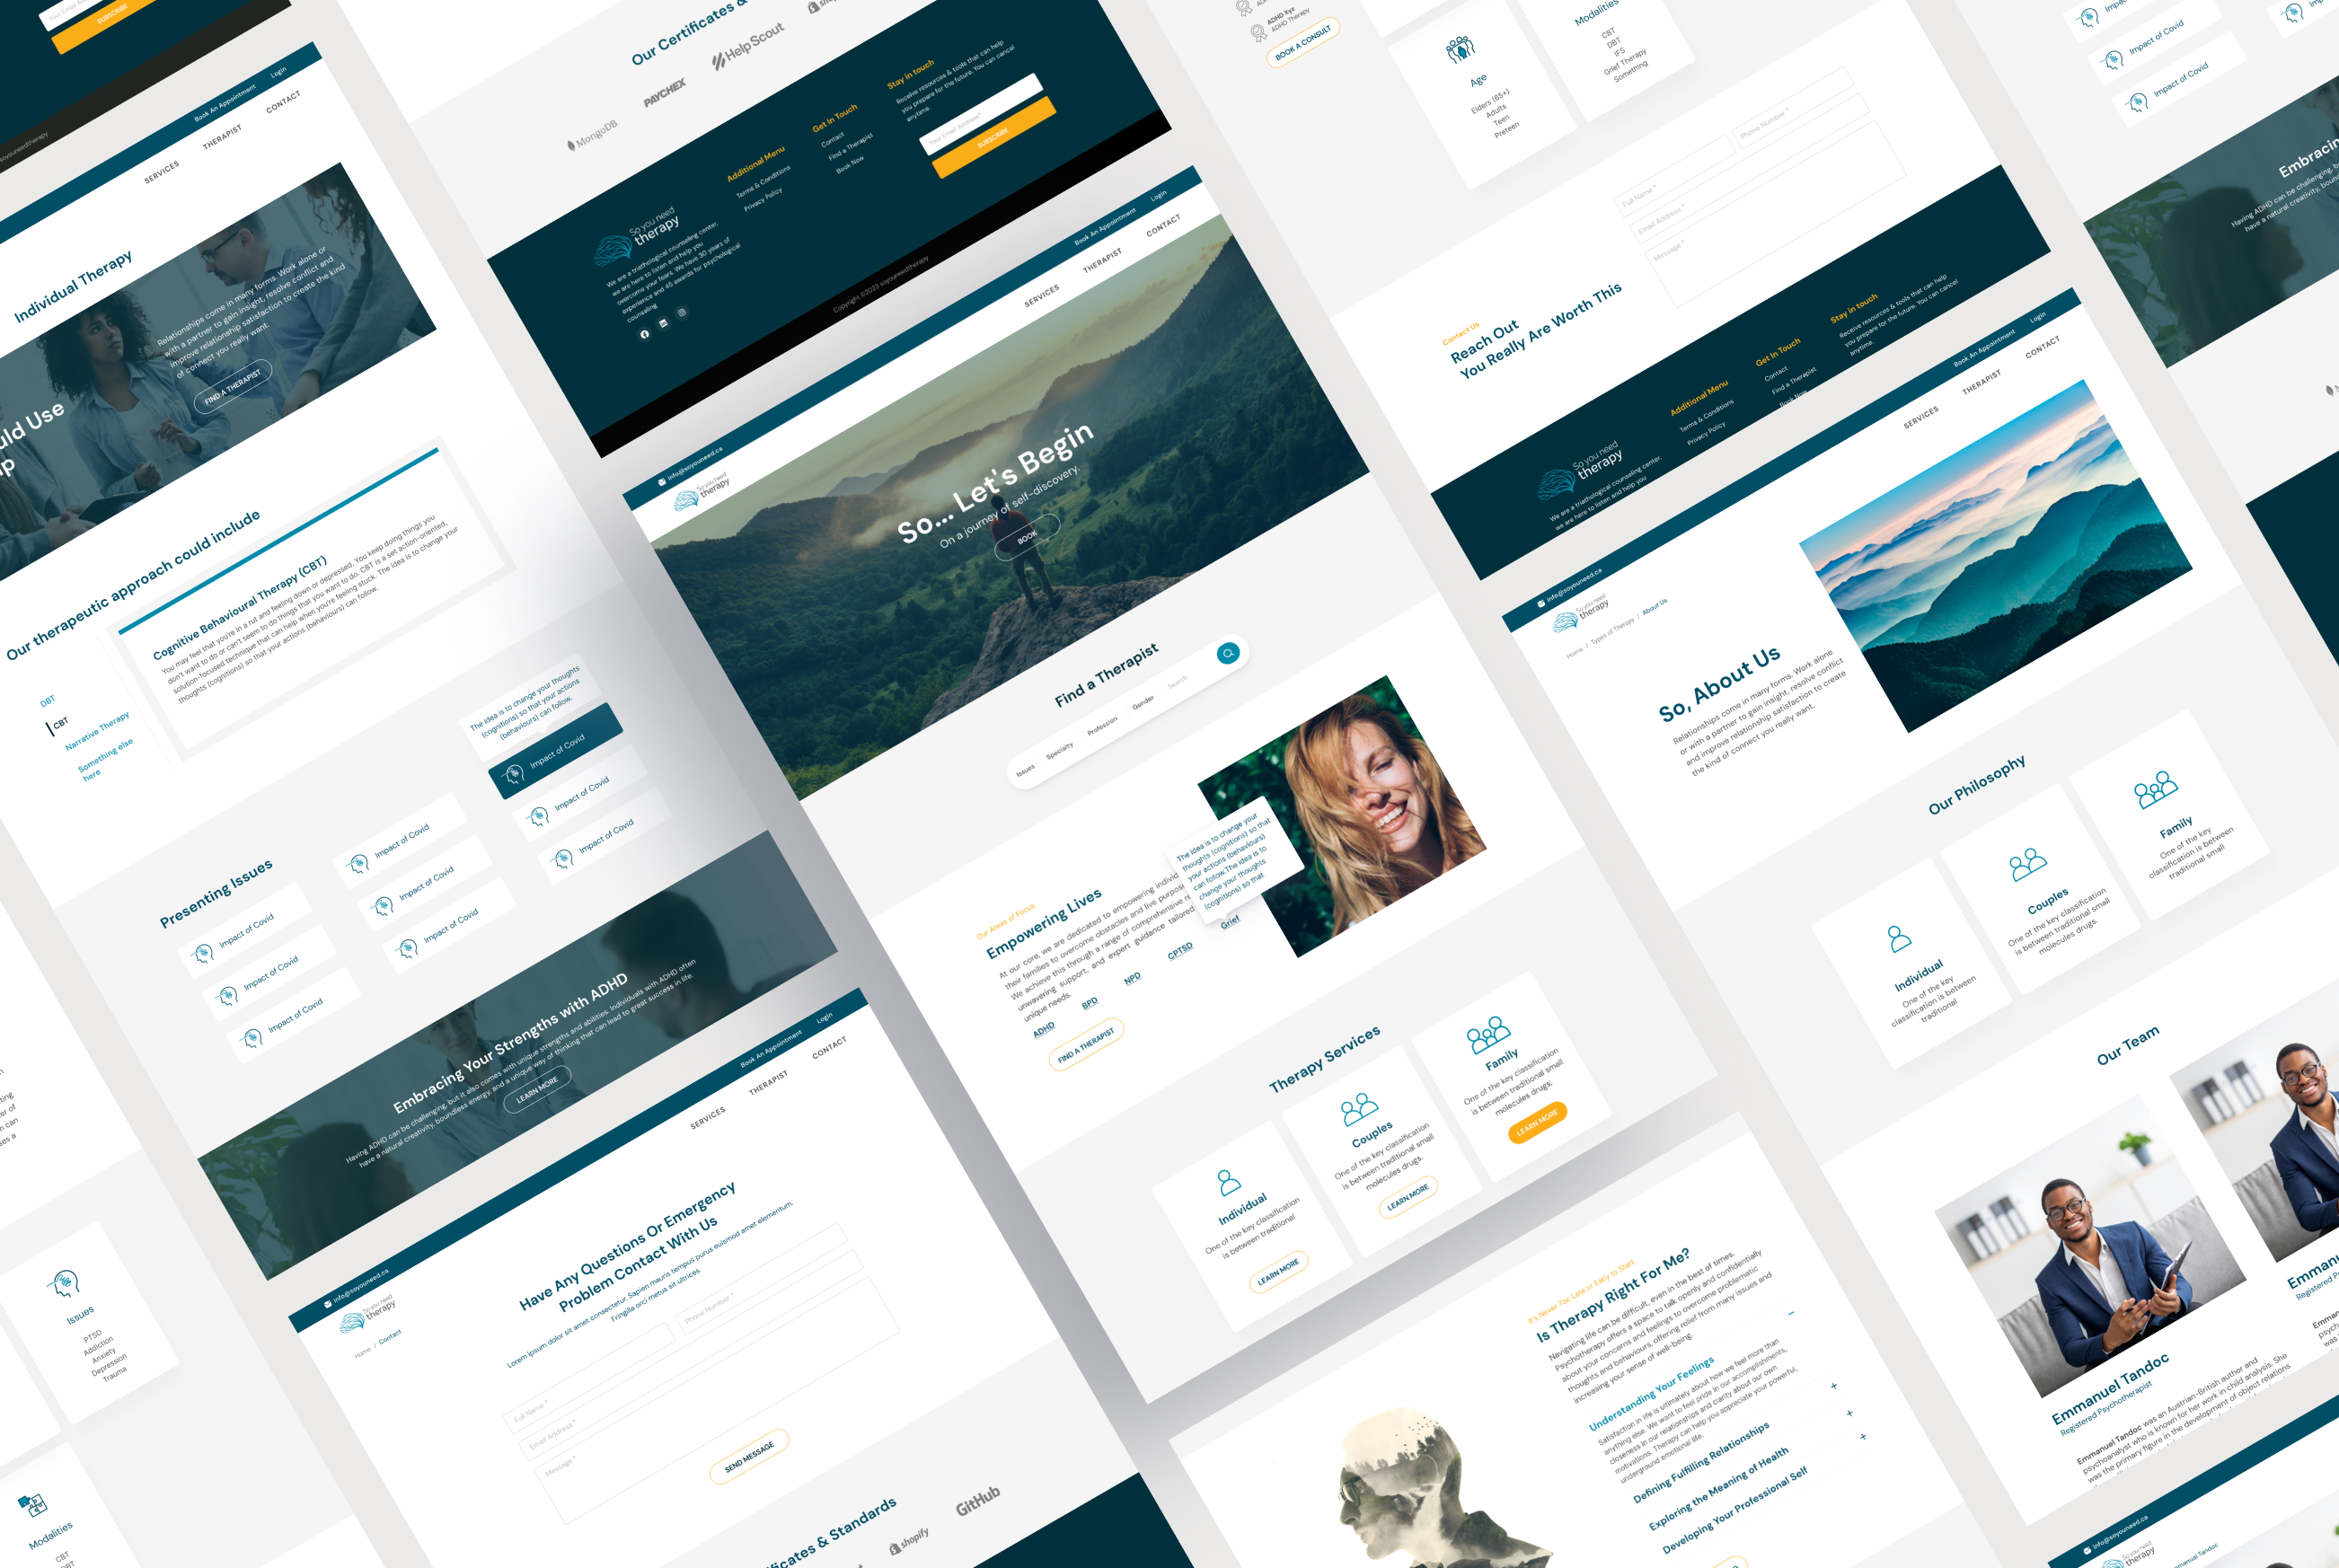 Your Email Address*
SUBSCRIBE
soyouneedtherapy
Book An Appointment
Login
SERVICES
THERAPIST
CONTACT
Individual Therapy
Relationships come in many forms. Work alone or
with a partner to gain insight, resolve conflict and
improve relationship satisfaction to create the kind
of connect you really want.
FIND A THERAPIST
Use
Our therapeutic approach could include
DBT
CBT
Narrative Therapy
Something else
here
Cognitive Behavioural Therapy (CBT)
You may feel that you're in a rut and feeling down or depressed. You keep doing things you
don't want to do or can't seem to do things that you want to do. CBT is a set action-oriented,
solution-focused technique that can help when you're feeling stuck. The idea is to change your
thoughts (cognitions) so that your actions (behaviours) can follow.
Presenting Issues
The idea is to change your thoughts
(cognitions) so that your actions
(behaviours) can follow.
Impact of Covid
Impact of Covid
Impact of Covid
Impact of Covid
Impact of Covid
Impact of Covid
Impact of Covid
Impact of Covid
Impact of Covid
Embracing Your Strengths with ADHD
Having ADHD can be challenging, but it also comes with unique strengths and abilities. Individuals with ADHD often
have a natural creativity, boundless energy, and a unique way of thinking that can lead to great success in life.
LEARN MORE
Issues
PTSD
Addiction
Anxiety
Depression
Trauma
Modalities
CBT
DBT
info@soyouneed.ca
Book An Appointment
Login
So you need
therapy
SERVICES
THERAPIST
CONTACT
Home / Contact
Have Any Questions Or Emergency
Problem Contact With Us
Lorem ipsum dolor sit amet consectetur. Sapien mauris tempus purus euismod amet elementum.
Fringilla orci metus sit ultrices.
Full Name *
Phone Number *
Email Address *
Message *
SEND MESSAGE
& Standards
shopify
GitHub
Our Certificates &
MongoDB.
PAYCHEX
HelpScout
So you need
therapy
We are a triathological counseling center,
we are here to listen and help you
overcome your fears. We have 30 years of
experience and 45 awards for psychological
counseling
Additional Menu
Terms & Conditions
Privacy Policy
Get In Touch
Contact
Find a Therapist
Book Now
Stay in touch
Receive resources & tools that can help
you prepare for the future. You can cancel
anytime.
Your Email Address*
SUBSCRIBE
Copyright ©2023 soyouneedtherapy
info@soyouneed.ca
Book An Appointment
Login
So you need
therapy
SERVICES
THERAPIST
CONTACT
So... Let's Begin
On a journey of self-discovery.
BOOK
Find a Therapist
Issues
Specialty
Profession
Gender
Search
Our Areas of Focus
Empowering Lives
At our core, we are dedicated to empowering
their families to overcome obstacles and live
We achieve this through a range of comprehensive
unwavering support, and expert guidance tailored
unique needs.
The idea is to change your
thoughts (cognitions) so that
your actions (behaviours)
can follow.The idea is to
change your thoughts
(cognitions) so that
ADHD
BPD
NPD
CPTSD
Grief
FIND A THERAPIST
Therapy Services
Individual
One of the key classification
is between traditional
LEARN MORE
Couples
One of the key classification
is between traditional small
molecules drugs.
LEARN MORE
Family
One of the key classification
is between traditional small
molecules drugs;
LEARN MORE
It's Never Too Late or Early to Start
Is Therapy Right For Me?
Navigating life can be difficult, even in the best of times.
Psychotherapy offers a space to talk openly and confidentially
about your concerns and feelings to overcome problematic
thoughts and behaviours, offering relief from many issues and
increasing your sense of well-being.
Understanding Your Feelings
Satisfaction in life is ultimately about how we feel more than
anything else. We want to feel pride in our accomplishments,
closeness in our relationships and clarity about our own
motivations. Therapy can help you appreciate your powerful,
underground emotional life.
Defining Fulfilling Relationships
Exploring the Meaning of Health
Developing Your Professional Self
ADHD Xyz
ADHD Therapy
BOOK A CONSULT
Age
Elders (65+)
Adults
Teen
Preteen
Modalities
CBT
DBT
IFS
Grief Therapy
Something
Contact Us
Reach Out
You Really Are Worth This
Full Name *
Phone Number *
Email Address *
Message *
So you need
therapy
We are a triathological counseling center,
we are here to listen and help you
Additional Menu
Terms & Conditions
Privacy Policy
Get In Touch
Contact
Find a Therapist
Book Now
Stay in touch
Receive resources & tools that can help
you prepare for the future. You can cancel
anytime.
info@soyouneed.ca
Book An Appointment
Login
So you need
therapy
SERVICES
THERAPIST
CONTACT
Home / Types of Therapy / About Us
So, About Us
Relationships come in many forms. Work alone
or with a partner to gain insight, resolve conflict
and improve relationship satisfaction to create
the kind of connect you really want.
Our Philosophy
Individual
One of the key
classification is between
traditional
Couples
One of the key classification
is between traditional small
molecules drugs.
Family
One of the key
classification is between
traditional small
Our Team
Emmanuel Tandoc
Registered Psychotherapist
Emmanuel Tandoc was an Austrian-British author and
psychoanalyst who is known for her work in child analysis. She
was the primary figure in the development of object relations
Registered
info@soyouneed.ca
So you need
therapy
Tandoc
Impact of Covid
Impact of Covid
Embracing
Having ADHD can be challenging,
have a natural creativity,